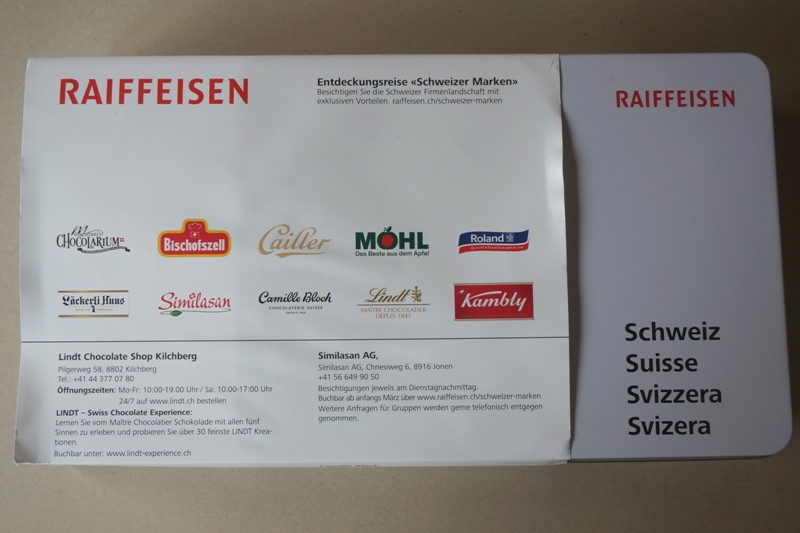 RAIFFEISEN
Entdeckungsreise «Schweizer Marken»
Besichtigen Sie die Schweizer Firmenlandschaft mit
exklusiven Vorteilen. raiffeisen.ch/schweizer-marken
CHOCOLARIUM
Bischofszell
Cailler
MÖHL
Das Beste aus dem Apfel
Roland
Läckerli Huus
Similasan
Camille Bloch
CHOCOLATERIE SUISSE
Lindt
MAÎTRE CHOCOLATIER
DEPUIS 1845
Kambly
Lindt Chocolate Shop Kilchberg
Pilgerweg 58, 8802 Kilchberg
Tel.: +41 44 377 07 80
Öffnungszeiten: Mo-Fr: 10:00-19:00 Uhr / Sa: 10:00-17:00 Uhr
24/7 auf www.lindt.ch bestellen
LINDT – Swiss Chocolate Experience:
Lernen Sie vom Maître Chocolatier Schokolade mit allen fünf
Sinnen zu erleben und probieren Sie über 30 feinste LINDT Krea-
tionen.
Buchbar unter: www.lindt-experience.ch
Similasan AG,
Similasan AG, Chriesiweg 6, 8916 Jonen
+41 56 649 90 50
Besichtigungen jeweils am Dienstagnachmittag.
Buchbar ab anfangs März über www.raiffeisen.ch/schweizer-marken
Weitere Anfragen für Gruppen werden gerne telefonisch entgegen
genommen.
RAIFFEISEN
Schweiz
Suisse
Svizzera
Svizera